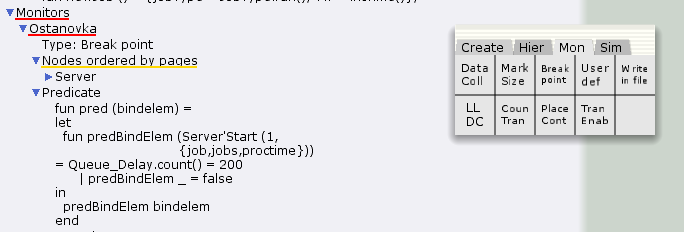 Monitors
Ostanovka
Type: Break point
Nodes ordered by pages
Server
Predicate
fun pred (bindelem) =
let
fun predBindElem (Server'Start (1,
{job,jobs,proctime}))
= Queue_Delay.count() = 200
| predBindElem _ = false
in
predBindElem bindelem
end
Create Hier Mon Sim
Data Coll
Mark Size
Break point
User def
Write in file
LL DC
Coun Tran
Place Cont
Tran Enab